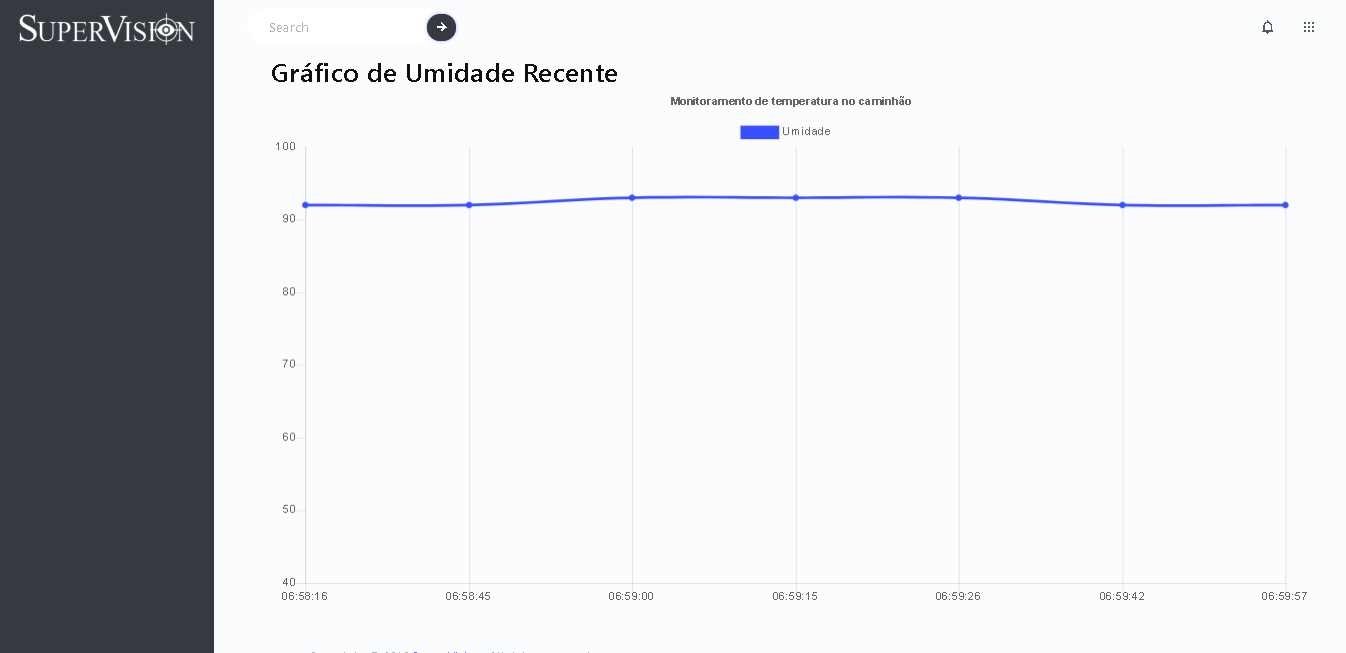 SUPERVISION
Search
Gráfico de Umidade Recente
Monitoramento de temperatura no caminhão
Umidade
100
90
80
70
60
50
40
06:58:16 06:58:45 06:59:00 06:59:15 06:59:26 06:59:42 06:59:57